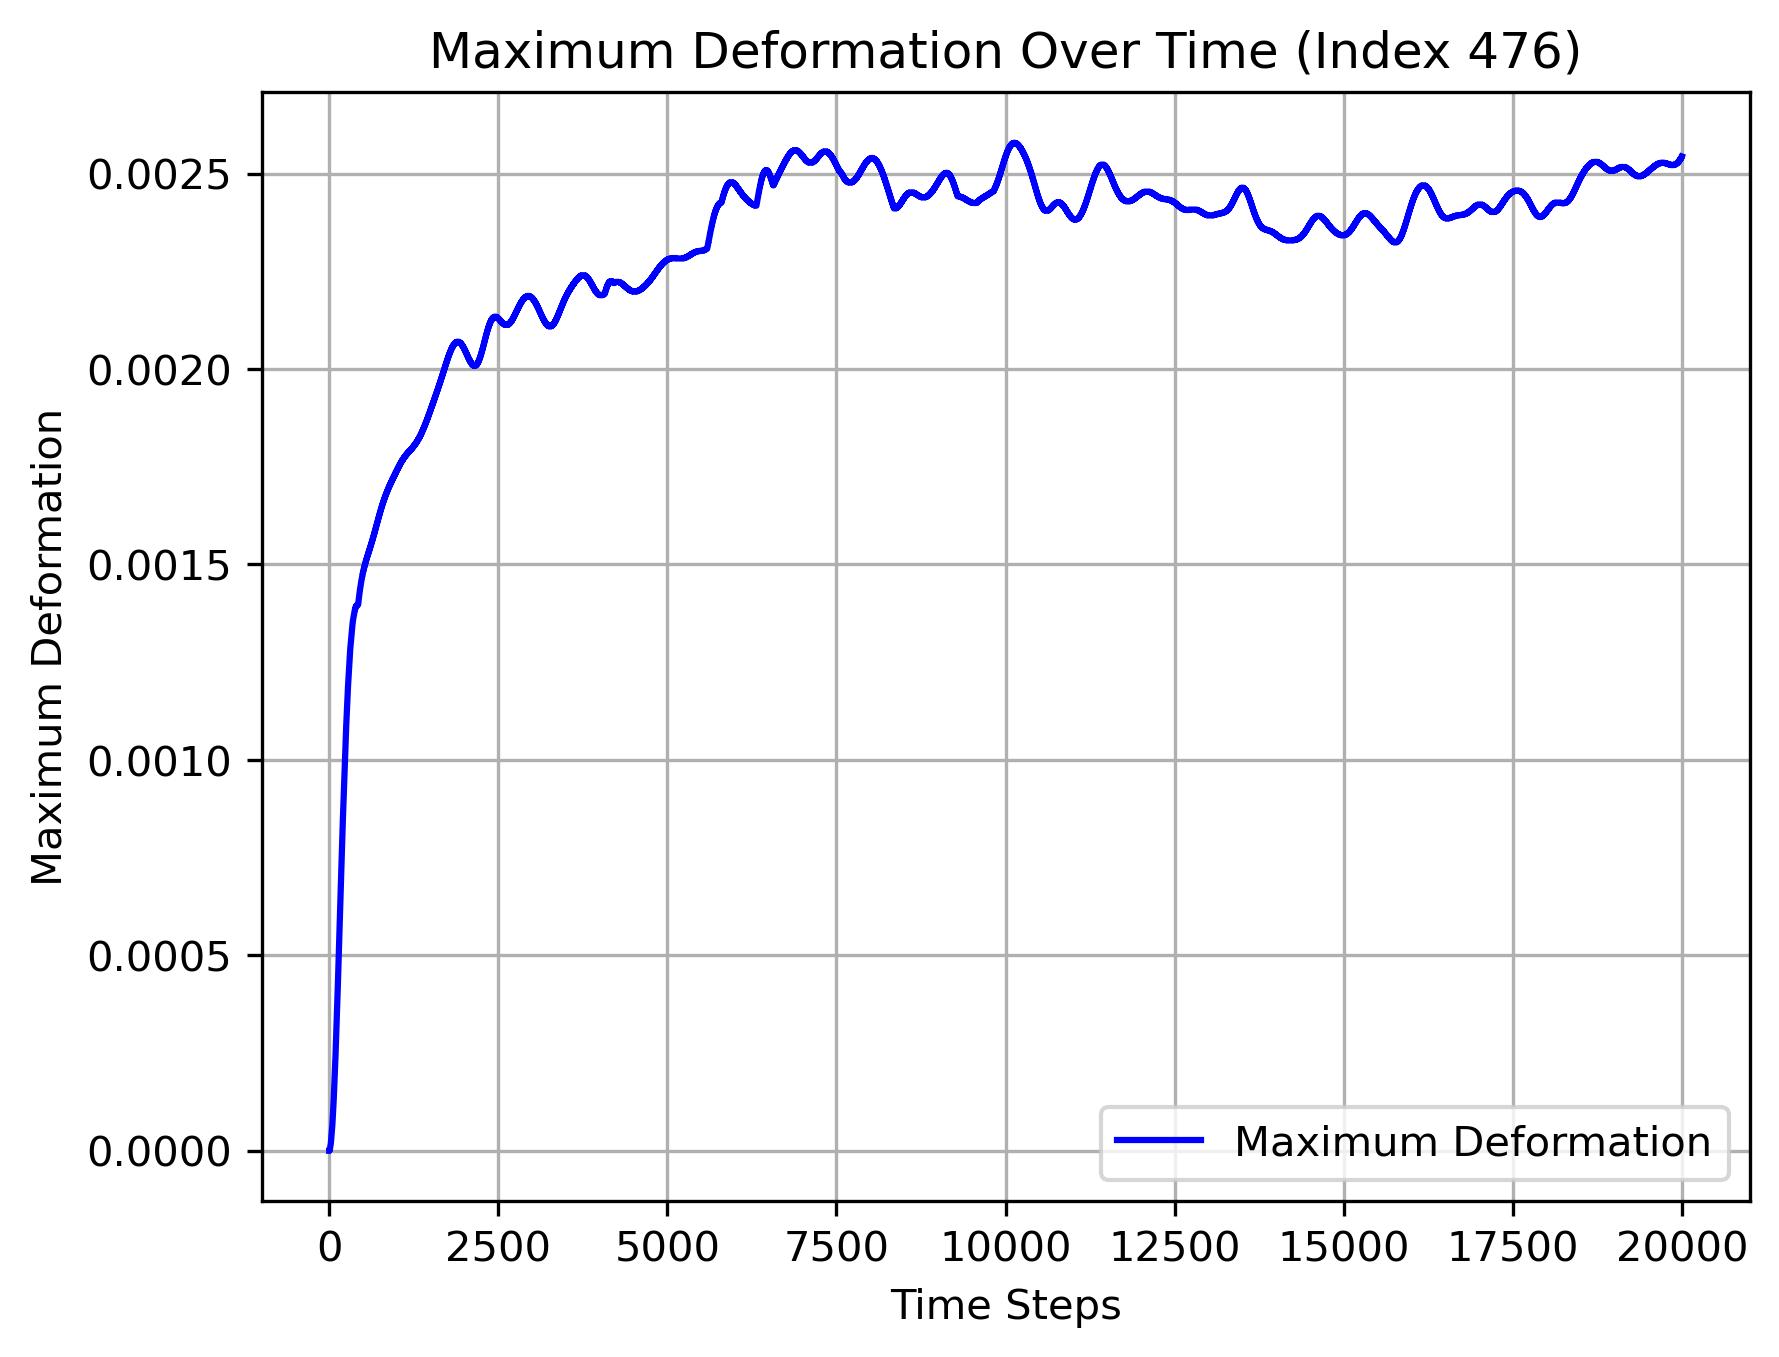 Maximum Deformation Over Time (Index 476)
Maximum Deformation
0.0025
0.0020
0.0015
0.0010
0.0005
0.0000
Maximum Deformation
0 2500 5000 7500 10000 12500 15000 17500 20000
Time Steps